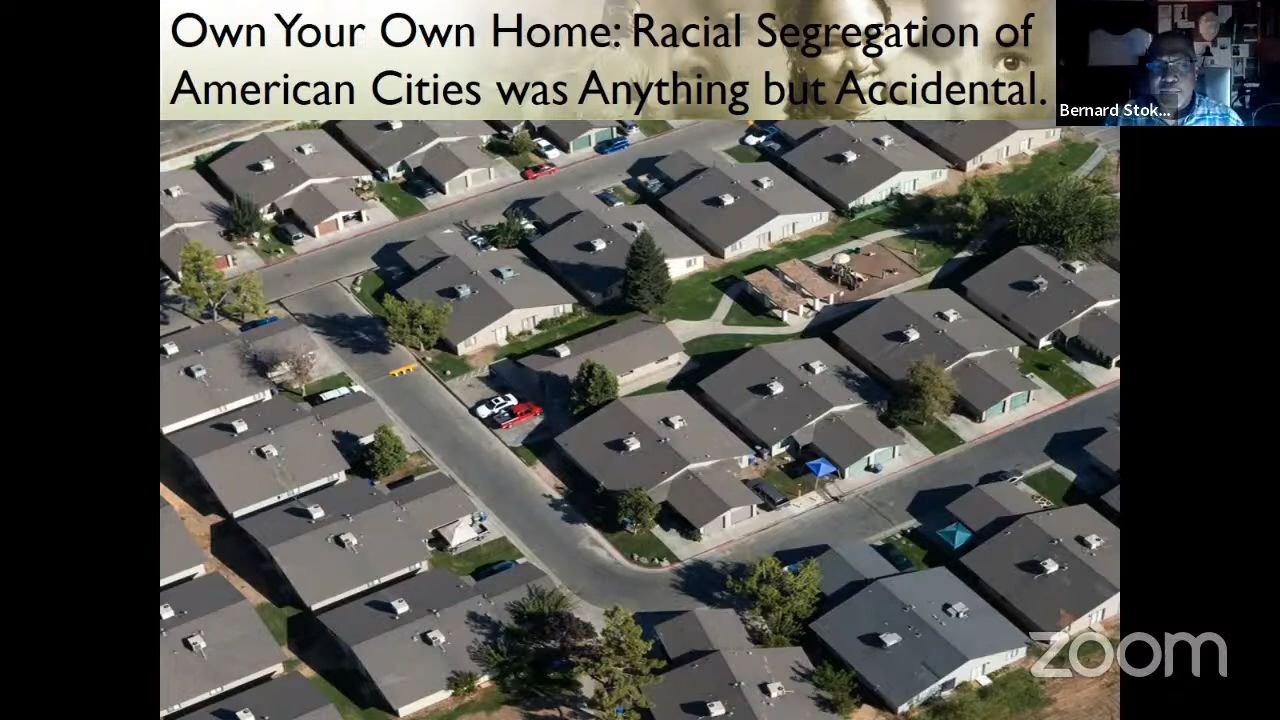 Own Your Own Home: Racial Segregation of
American Cities was Anything but Accidental.
Bernard Stok...
zoom